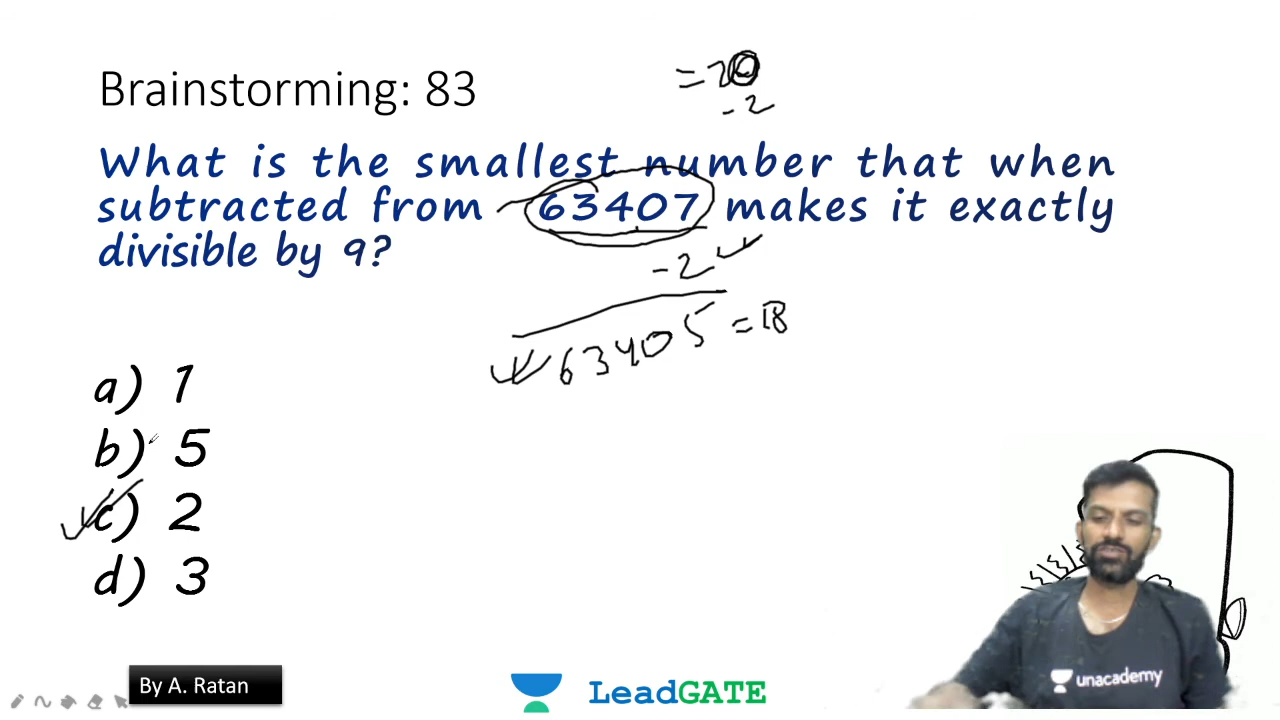 Brainstorming: 83
= 20
- 2
What is the smallest number that when
subtracted from 63407 makes it exactly
divisible by 9?
- 2
63405 = 18
a) 1
b) 5
c) 2
d) 3
unacademy
By A. Ratan
LeadGATE